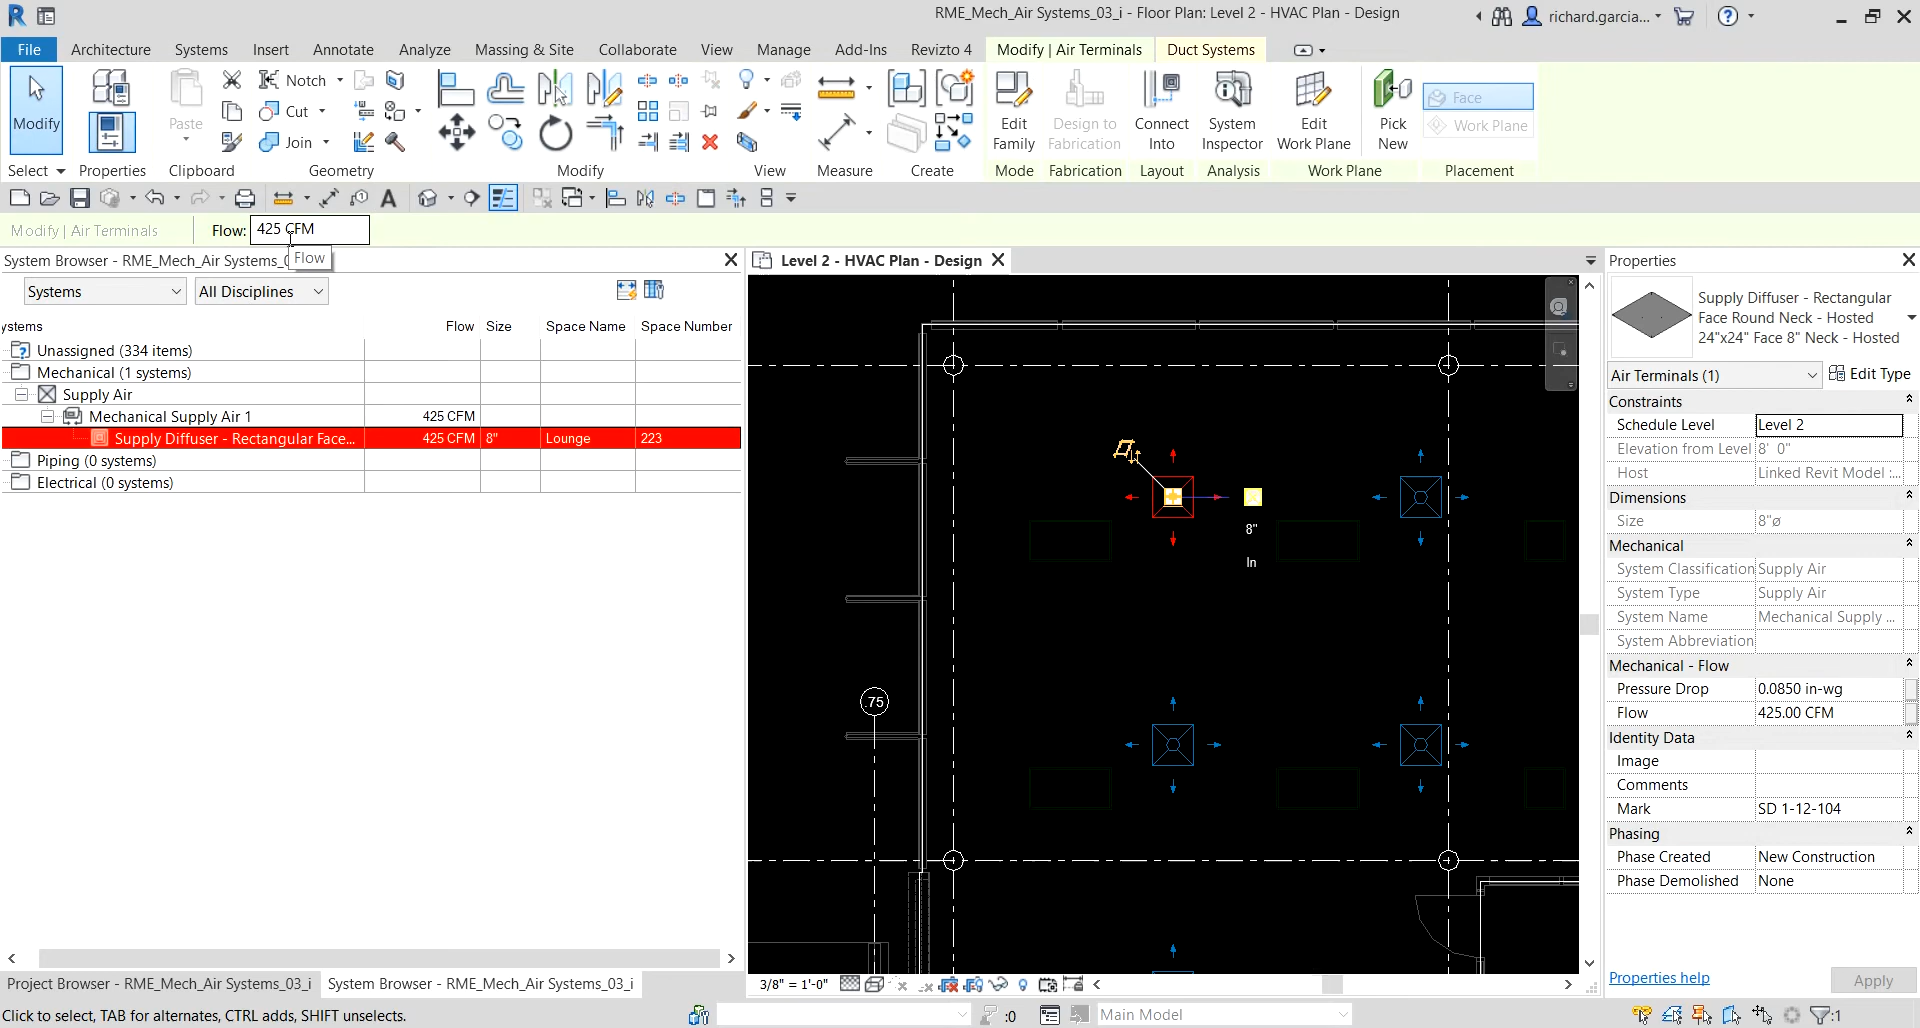 RME_Mech_Air Systems_03_i - Floor Plan: Level 2 - HVAC Plan - Design
richard.garcia...
File Architecture Systems Insert Annotate Analyze Massing & Site Collaborate View Manage Add-Ins Revizto 4 Modify | Air Terminals Duct Systems
Modify
Paste
Notch
Cut
Join
Edit Family
Design to Fabrication
Connect Into
System Inspector
Edit Work Plane
Pick New
Face
Work Plane
Select Properties Clipboard Geometry Modify View Measure Create Mode Fabrication Layout Analysis Work Plane Placement
Modify | Air Terminals Flow: 425 CFM
Flow
System Browser - RME_Mech_Air Systems_0
Systems All Disciplines
ystems Flow Size Space Name Space Number
Unassigned (334 items)
Mechanical (1 systems)
Supply Air
Mechanical Supply Air 1 425 CFM
Supply Diffuser - Rectangular Face... 425 CFM 8" Lounge 223
Piping (0 systems)
Electrical (0 systems)
Project Browser - RME_Mech_Air Systems_03_i System Browser - RME_Mech_Air Systems_03_i
Level 2 - HVAC Plan - Design
8"
In
.75
3/8" = 1'-0"
Properties
Supply Diffuser - Rectangular
Face Round Neck - Hosted
24"x24" Face 8" Neck - Hosted
Air Terminals (1) Edit Type
Constraints
Schedule Level Level 2
Elevation from Level 8' 0"
Host Linked Revit Model :...
Dimensions
Size 8"ø
Mechanical
System Classification Supply Air
System Type Supply Air
System Name Mechanical Supply ...
System Abbreviation
Mechanical - Flow
Pressure Drop 0.0850 in-wg
Flow 425.00 CFM
Identity Data
Image
Comments
Mark SD 1-12-104
Phasing
Phase Created New Construction
Phase Demolished None
Properties help Apply
Click to select, TAB for alternates, CTRL adds, SHIFT unselects.
:0
Main Model
:1